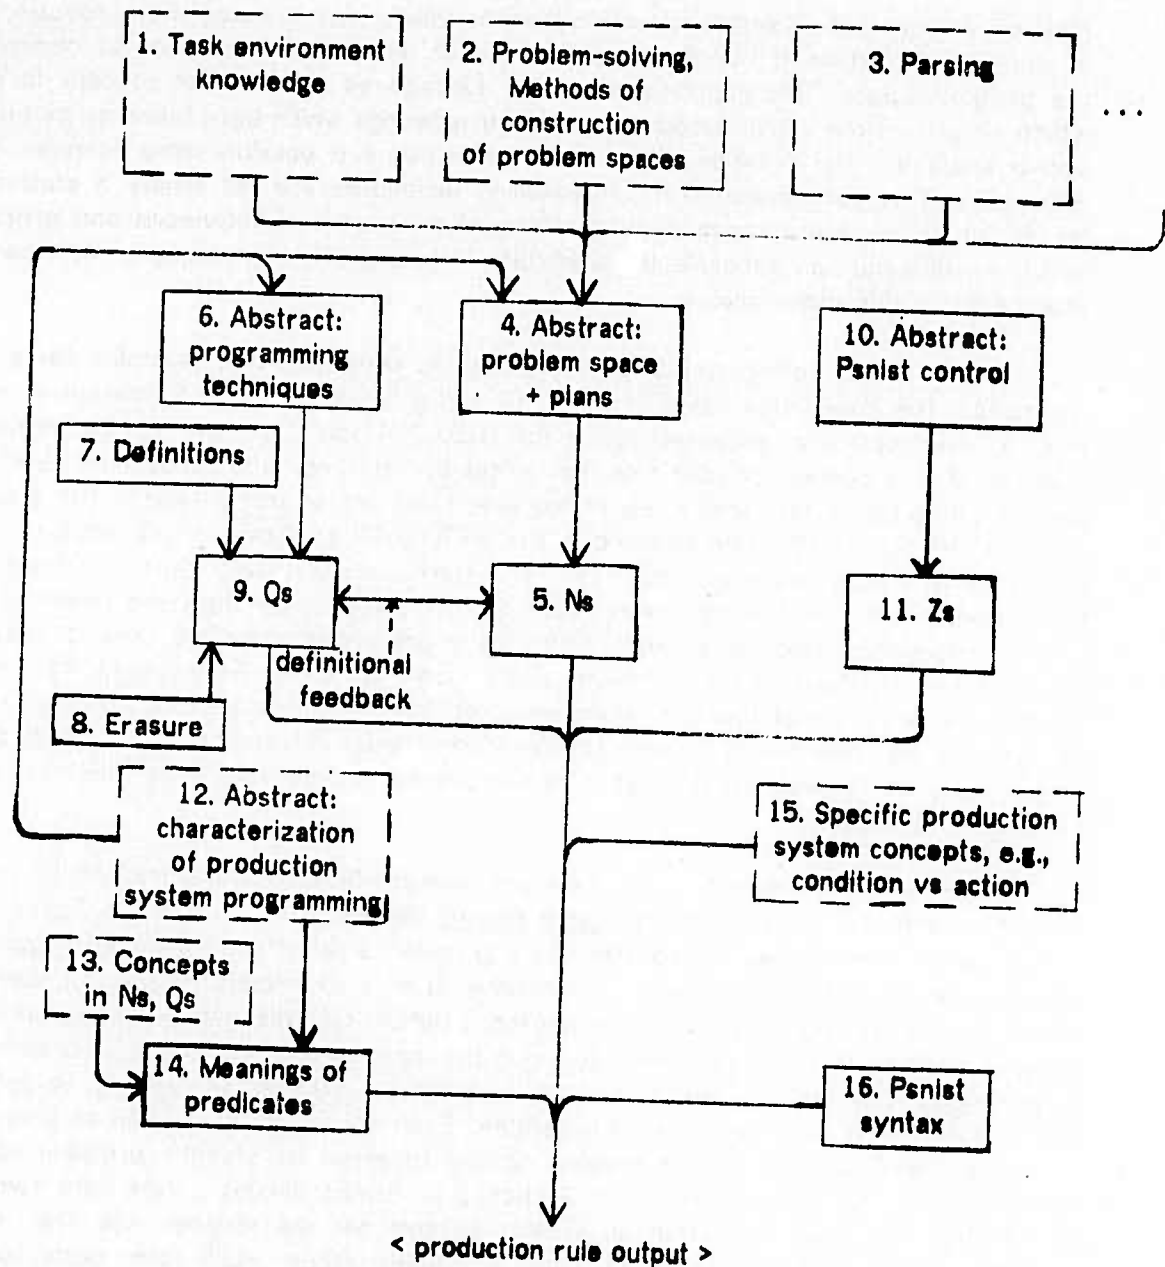 1. Task environment
knowledge
2. Problem-solving,
Methods of
construction
of problem spaces
3. Parsing
...
6. Abstract:
programming
techniques
4. Abstract:
problem space
+ plans
10. Abstract:
Psnlst control
7. Definitions
9. Qs
5. Ns
11. Zs
definitional
feedback
8. Erasure
12. Abstract:
characterization
of production
system programming
15. Specific production
system concepts, e.g.,
condition vs action
13. Concepts
in Ns, Qs
14. Meanings of
predicates
16. Psnlst
syntax
< production rule output >